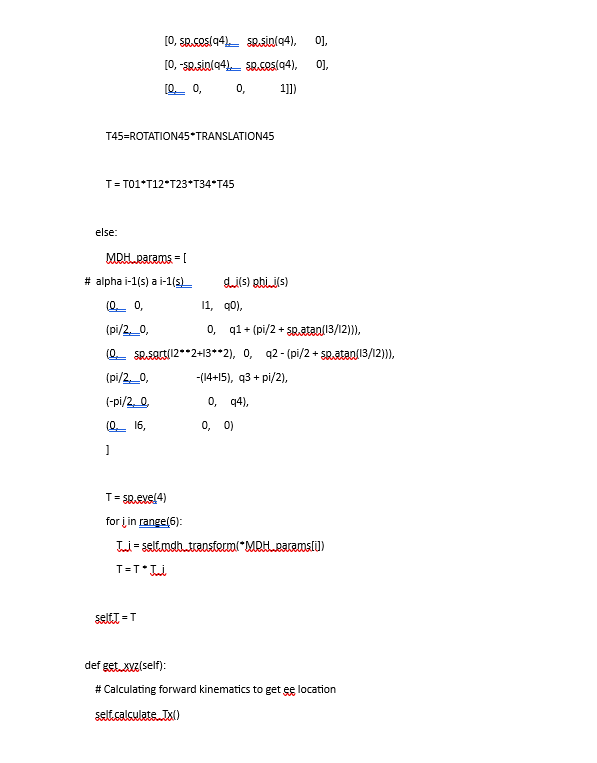 [0, sp.cos(q4), sp.sin(q4), 0],
[0, -sp.sin(q4), sp.cos(q4), 0],
[0, 0, 0, 1]])
T45=ROTATION45*TRANSLATION45
T = T01*T12*T23*T34*T45
else:
MDH_params = [
# alpha i-1(s) a i-1(s) d_i(s) phi_i(s)
(0, 0, l1, q0),
(pi/2, 0, 0, q1 + (pi/2 + sp.atan(l3/l2))),
(0, sp.sqrt(l2**2+l3**2), 0, q2 - (pi/2 + sp.atan(l3/l2))),
(pi/2, 0, -(l4+l5), q3 + pi/2),
(-pi/2, 0, 0, q4),
(0, l6, 0, 0)
]
T = sp.eye(4)
for i in range(6):
T_i = self.mdh_transform(*MDH_params[i])
T = T * T_i
self.T = T
def get_xyz(self):
# Calculating forward kinematics to get ee location
self.calculate_Tx()